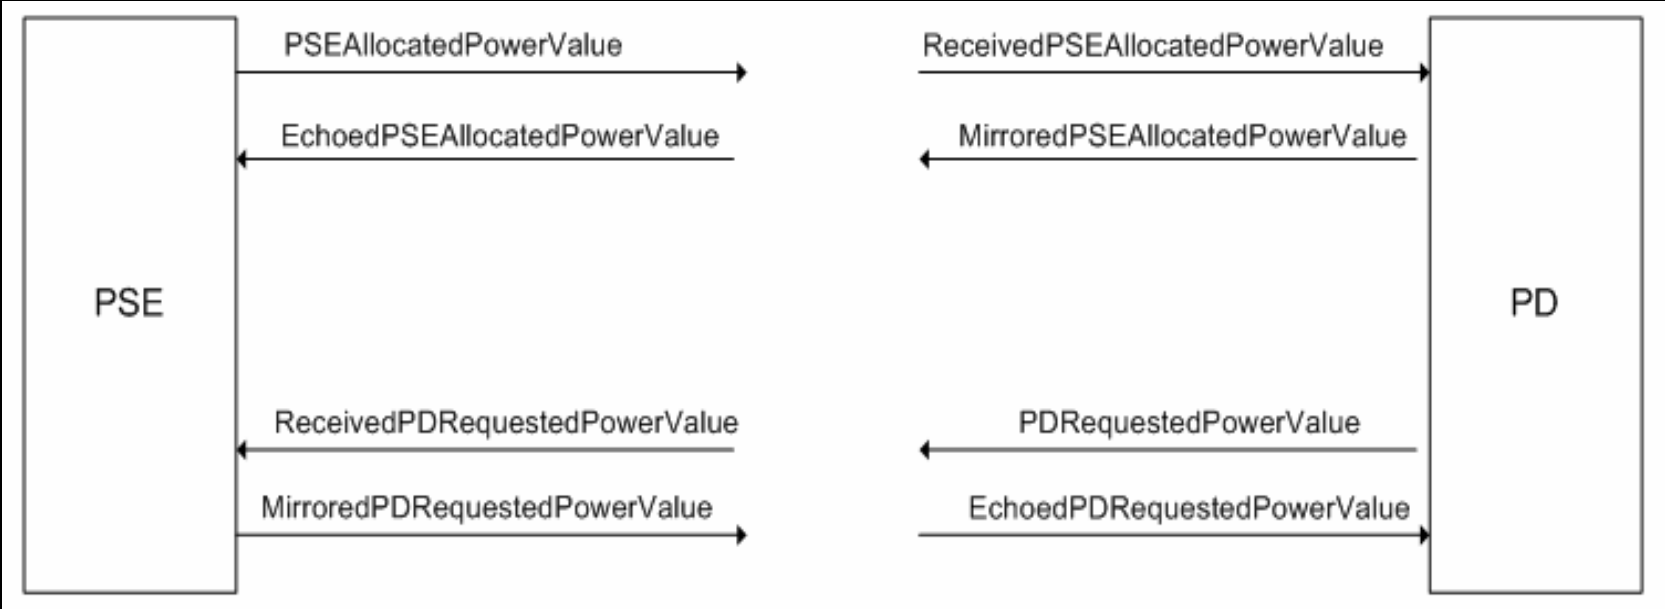 PSEAllocatedPowerValue
ReceivedPSEAllocatedPowerValue
EchoedPSEAllocatedPowerValue
MirroredPSEAllocatedPowerValue
PSE
PD
ReceivedPDRequestedPowerValue
PDRequestedPowerValue
MirroredPDRequestedPowerValue
EchoedPDRequestedPowerValue